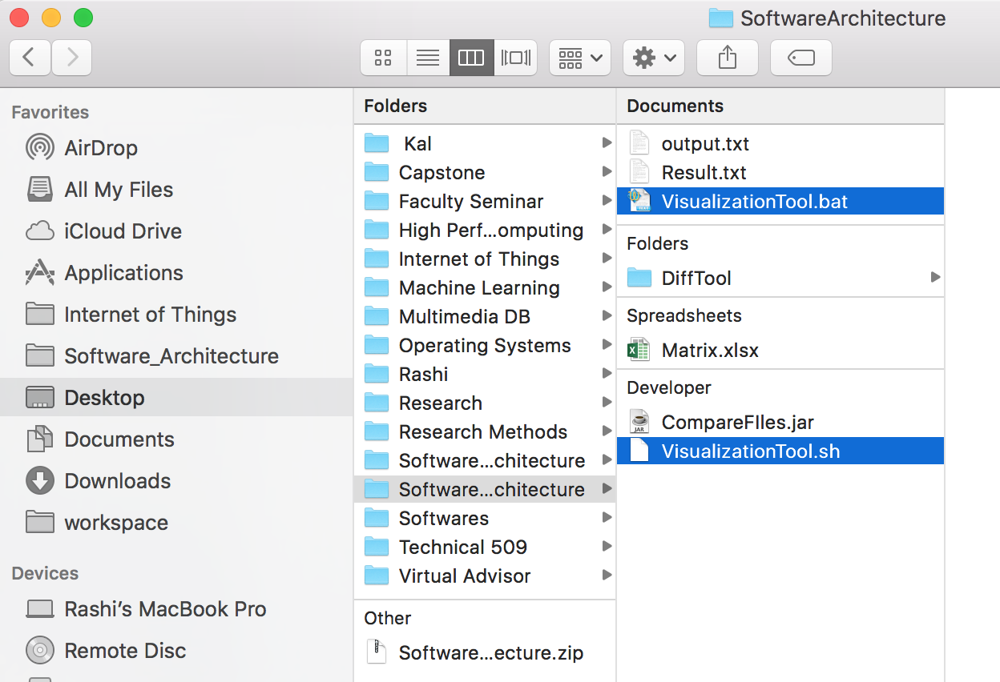 SoftwareArchitecture
Favorites
AirDrop
All My Files
iCloud Drive
Applications
Internet of Things
Software_Architecture
Desktop
Documents
Downloads
workspace
Devices
Rashi’s MacBook Pro
Remote Disc
Folders
Kal
Capstone
Faculty Seminar
High Perf...omputing
Internet of Things
Machine Learning
Multimedia DB
Operating Systems
Rashi
Research
Research Methods
Software...chitecture
Software...chitecture
Softwares
Technical 509
Virtual Advisor
Other
Software...ecture.zip
Documents
output.txt
Result.txt
VisualizationTool.bat
Folders
DiffTool
Spreadsheets
Matrix.xlsx
Developer
JAR
CompareFIles.jar
VisualizationTool.sh